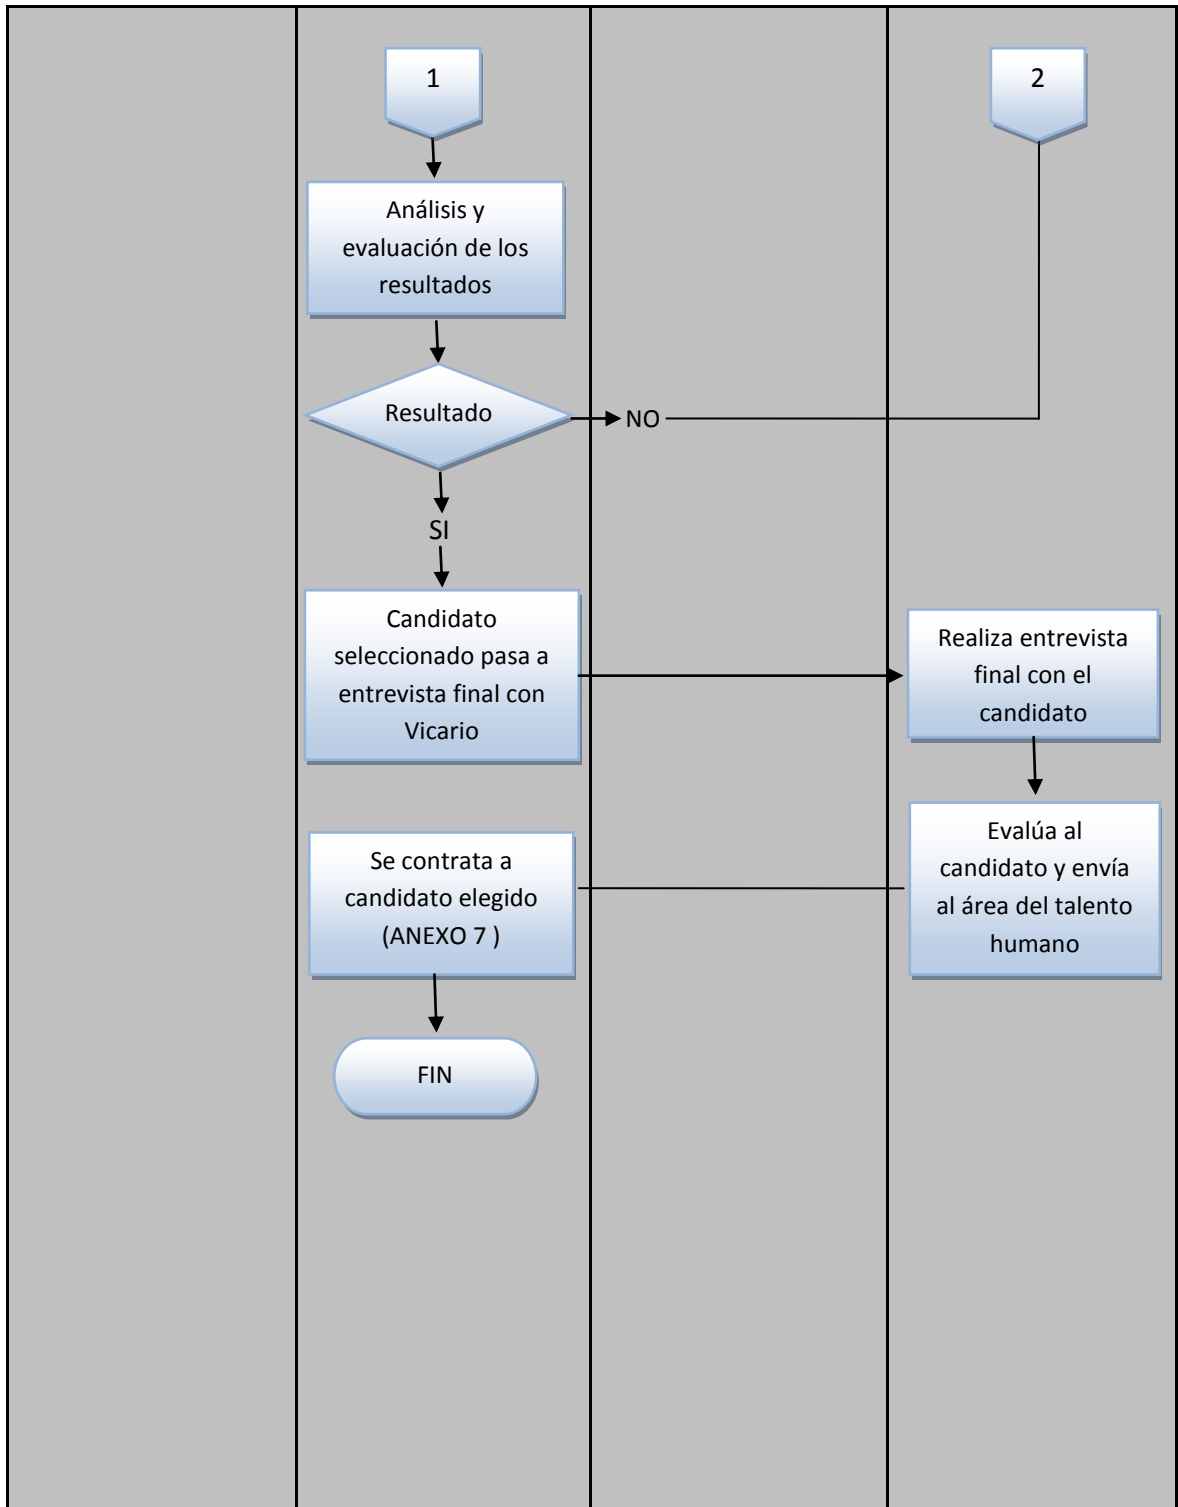 1
2
Análisis y
evaluación de los
resultados
Resultado
NO
SI
Candidato
seleccionado pasa a
entrevista final con
Vicario
Realiza entrevista
final con el
candidato
Evalúa al
candidato y envía
al área del talento
humano
Se contrata a
candidato elegido
(ANEXO 7 )
FIN